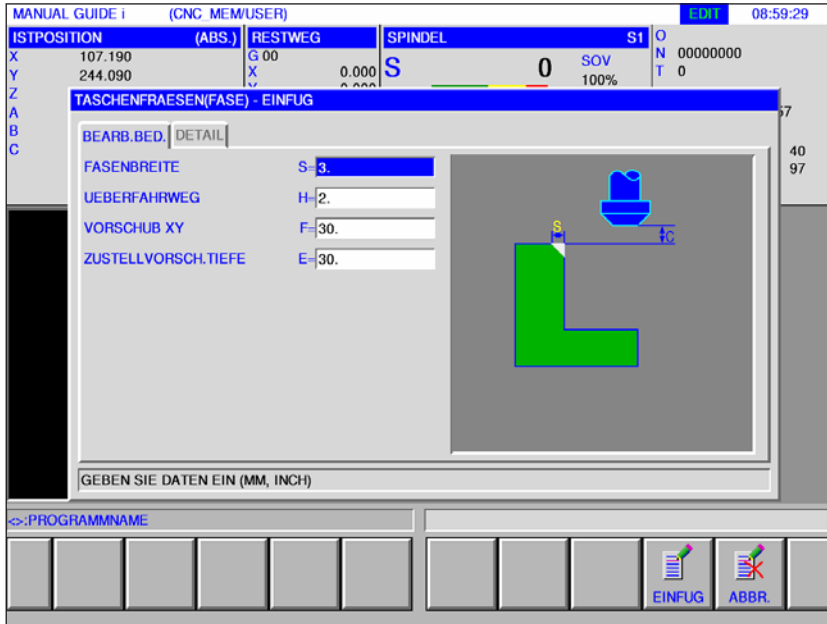 MANUAL GUIDE i (CNC_MEM/USER) EDIT 08:59:29
ISTPOSITION (ABS.) RESTWEG SPINDEL S1 O
X 107.190 G 00 S 0 SOV N 00000000
Y 244.090 X 0.000 100% T 0
Z
A 57
B
C 40
97
TASCHENFRAESEN(FASE) - EINFUG
BEARB.BED. DETAIL
FASENBREITE S=3.
UEBERFAHRWEG H=2.
VORSCHUB XY F=30.
ZUSTELLVORSCH.TIEFE E=30.
S
C
GEBEN SIE DATEN EIN (MM, INCH)
<>:PROGRAMMNAME
EINFUG ABBR.